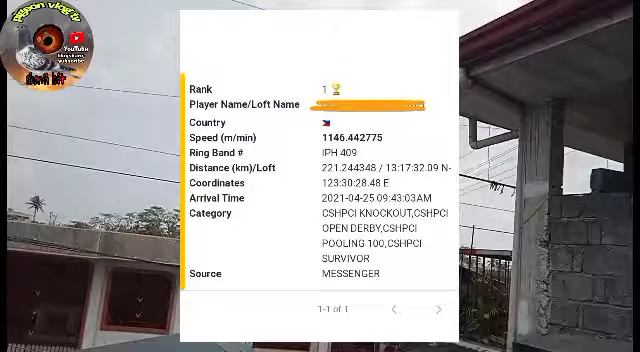 pigeon vlog tv
YouTube
subscribe
Rank 1
Player Name/Loft Name
Country
Speed (m/min) 1146.442775
Ring Band # IPH 409
Distance (km)/Loft 221.244348 / 13:17:32.09 N-
Coordinates 123:30:28.48 E
Arrival Time 2021-04-25 09:43:03AM
Category CSHPCI KNOCKOUT,CSHPCI
OPEN DERBY,CSHPCI
POOLING 100,CSHPCI
SURVIVOR
Source MESSENGER
1-1 of 1